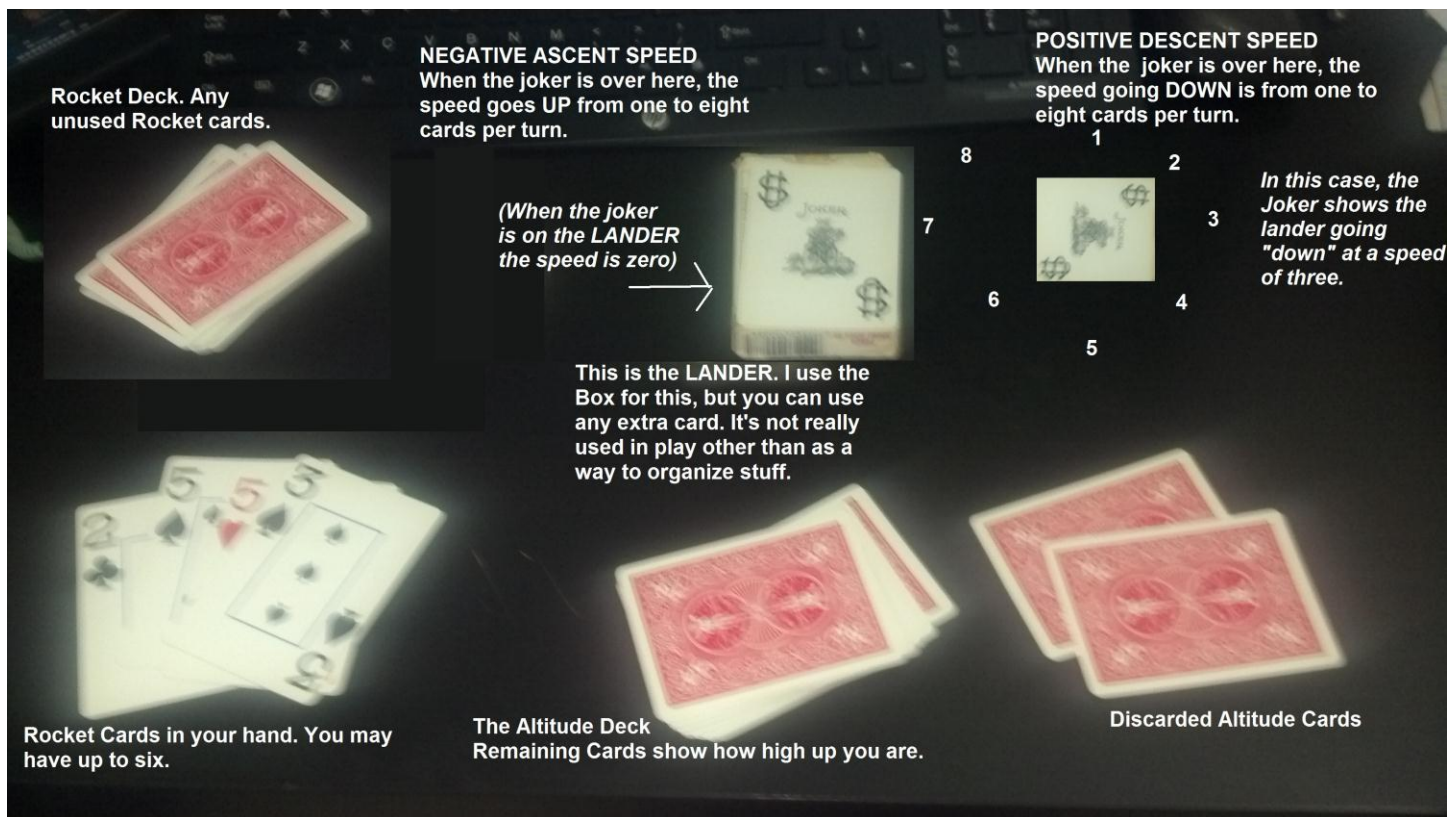 Rocket Deck. Any
unused Rocket cards.
NEGATIVE ASCENT SPEED
When the joker is over here, the
speed goes UP from one to eight
cards per turn.
POSITIVE DESCENT SPEED
When the  joker is over here, the
speed going DOWN is from one to
eight cards per turn.
(When the joker
is on the LANDER
the speed is zero)
$
JOKER
$
1
2
3
4
5
6
7
8
$
JOKER
$
In this case, the
Joker shows the
lander going
"down" at a speed
of three.
This is the LANDER. I use the
Box for this, but you can use
any extra card. It's not really
used in play other than as a
way to organize stuff.
2
5
5
3
3
Rocket Cards in your hand. You may
have up to six.
The Altitude Deck
Remaining Cards show how high up you are.
Discarded Altitude Cards